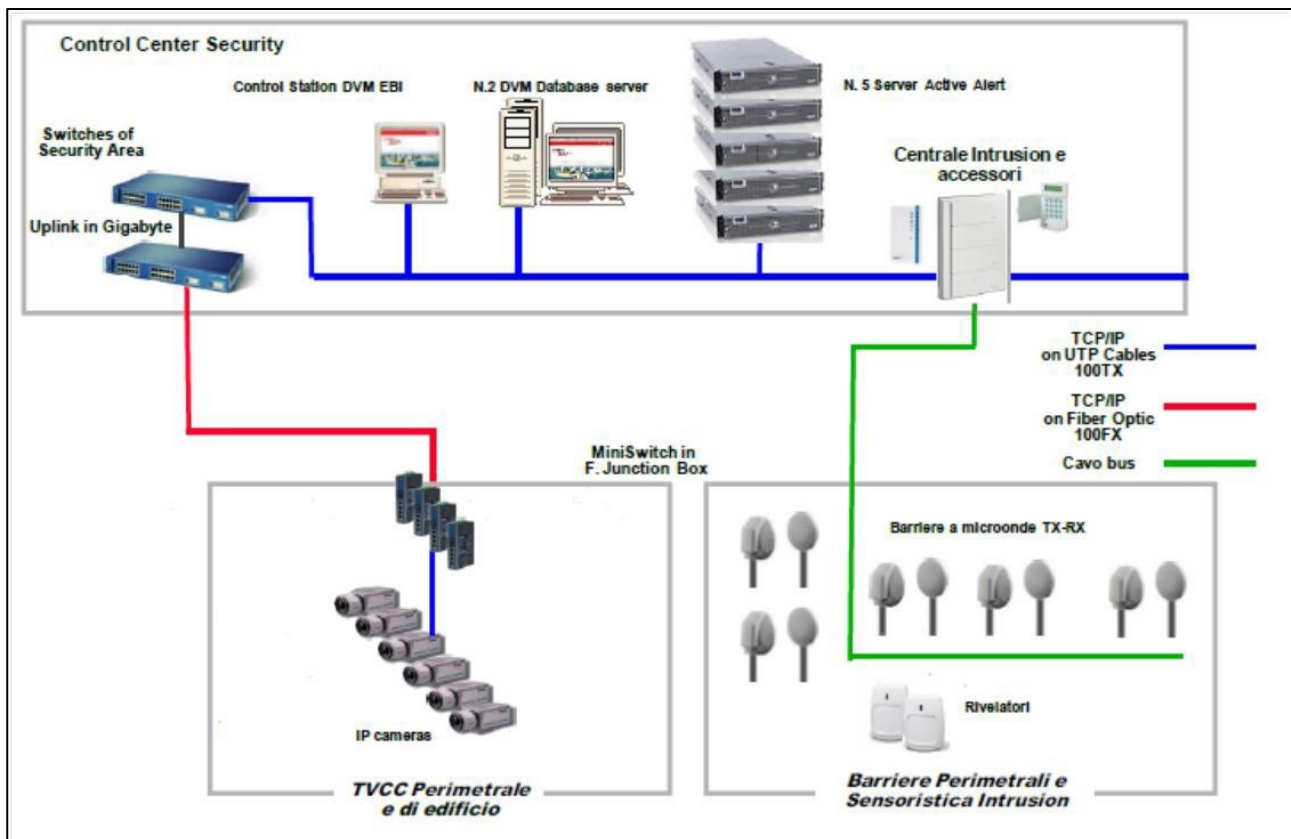 Control Center Security
Control Station DVM EBI
N.2 DVM Database server
N. 5 Server Active Alert
Switches of
Security Area
Centrale Intrusion e
accessori
Uplink in Gigabyte
TCP/IP
on UTP Cables
100TX
TCP/IP
on Fiber Optic
100FX
Cavo bus
MiniSwitch in
F. Junction Box
Barriere a microonde TX-RX
Rivelatori
IP cameras
TVCC Perimetrale
e di edificio
Barriere Perimetrali e
Sensoristica Intrusion